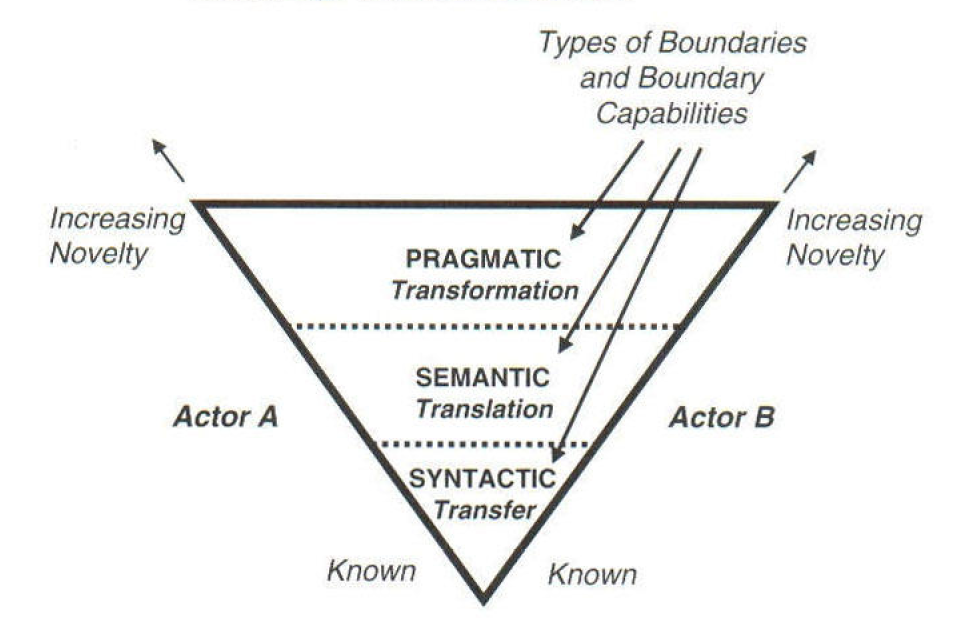 Types of Boundaries
and Boundary
Capabilities
Increasing
Novelty
Increasing
Novelty
PRAGMATIC
Transformation
SEMANTIC
Translation
Actor A
Actor B
SYNTACTIC
Transfer
Known
Known